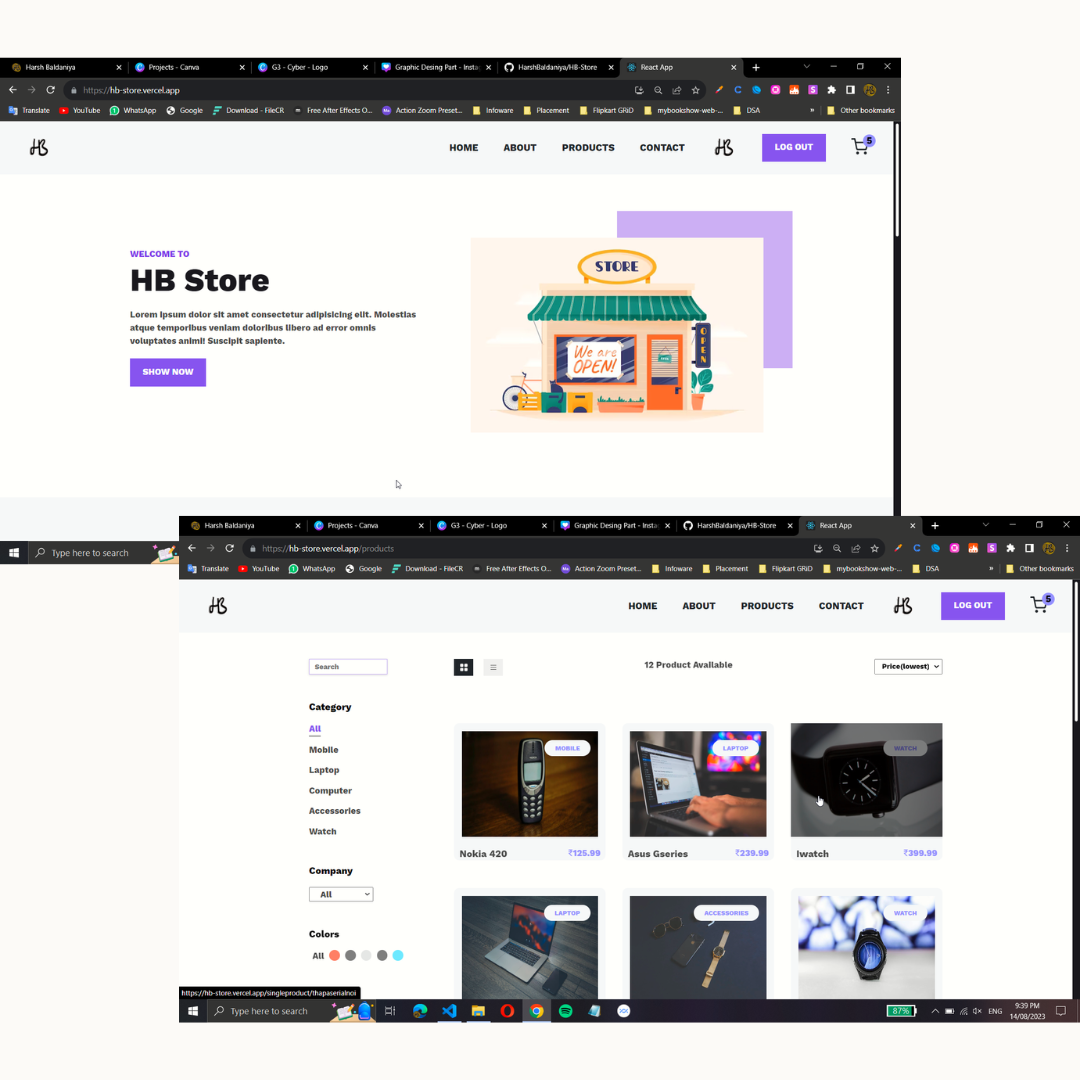 Harsh Baldaniya
Projects - Canva
G3 - Cyber - Logo
Graphic Desing Part - Insta
HarshBaldaniya/HB-Store
React App
https://hb-store.vercel.app
Translate
YouTube
WhatsApp
Google
Download - FileCR
Free After Effects O...
Action Zoom Preset...
Infoware
Placement
Flipkart GRiD
mybookshow-web-...
DSA
»
Other bookmarks
HB
HOME
ABOUT
PRODUCTS
CONTACT
HB
LOG OUT
5
WELCOME TO
HB Store
Lorem ipsum dolor sit amet consectetur adipisicing elit. Molestias
atque temporibus veniam doloribus libero ad error omnis
voluptates animi! Suscipit sapiente.
SHOW NOW
STORE
We are
OPEN!
OPEN
Type here to search
Harsh Baldaniya
Projects - Canva
G3 - Cyber - Logo
Graphic Desing Part - Insta
HarshBaldaniya/HB-Store
React App
https://hb-store.vercel.app/products
Translate
YouTube
WhatsApp
Google
Download - FileCR
Free After Effects O...
Action Zoom Preset...
Infoware
Placement
Flipkart GRiD
mybookshow-web-...
DSA
»
Other bookmarks
HB
HOME
ABOUT
PRODUCTS
CONTACT
HB
LOG OUT
5
Search
12 Product Available
Price(lowest)
Category
All
Mobile
Laptop
Computer
Accessories
Watch
Company
All
Colors
All
MOBILE
Nokia 420
₹125.99
LAPTOP
Asus Gseries
₹239.99
WATCH
Iwatch
₹399.99
LAPTOP
ACCESSORIES
WATCH
https://hb-store.vercel.app/singleproduct/thapaserialnoi
Type here to search
87%
ENG
9:39 PM
14/08/2023